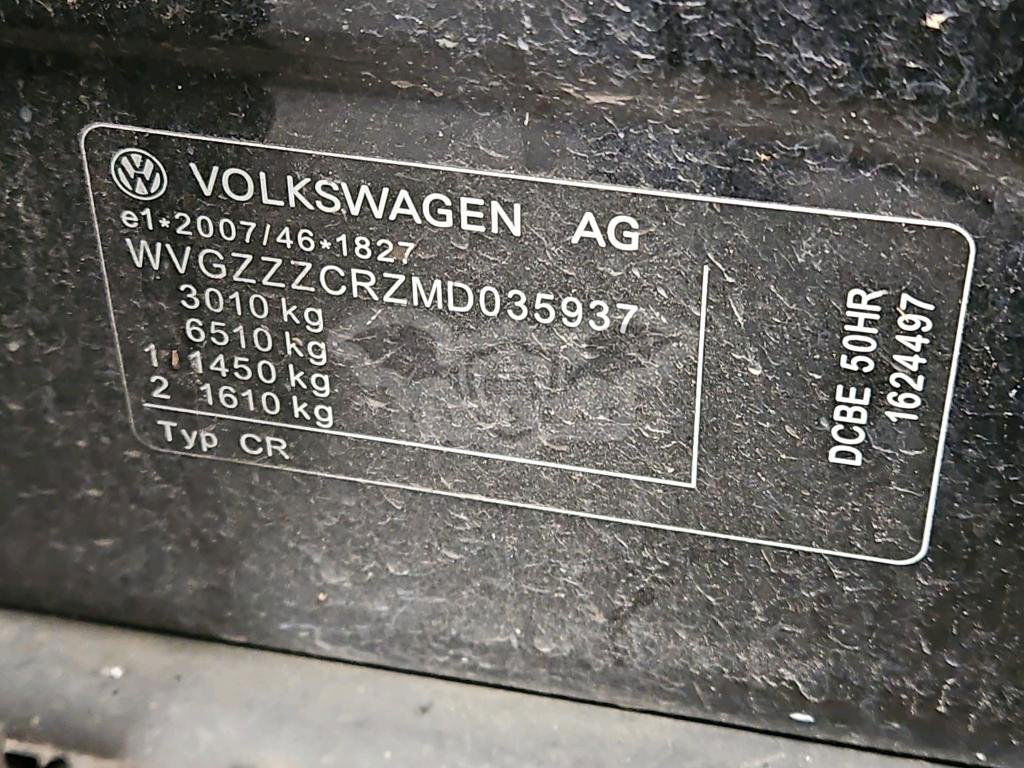 VOLKSWAGEN AG
e1*2007/46*1827
WVGZZZCRZMD035937
3010 kg
6510 kg
1 1450 kg
2 1610 kg
Typ CR
DCBE 50HR
1624497